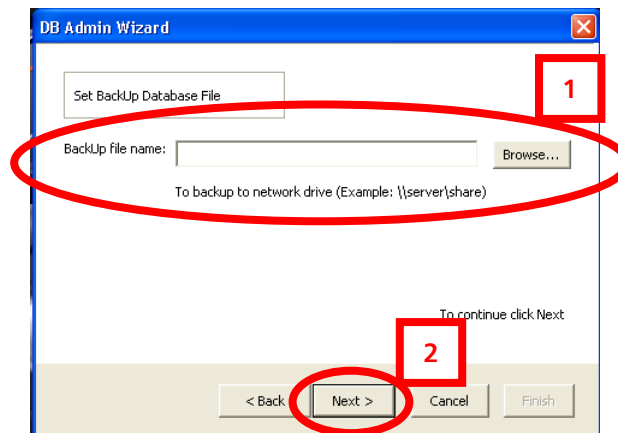 DB Admin Wizard
1
Set BackUp Database File
BackUp file name:
Browse...
To backup to network drive (Example: \\server\share)
To continue click Next
2
< Back
Next >
Cancel
Finish